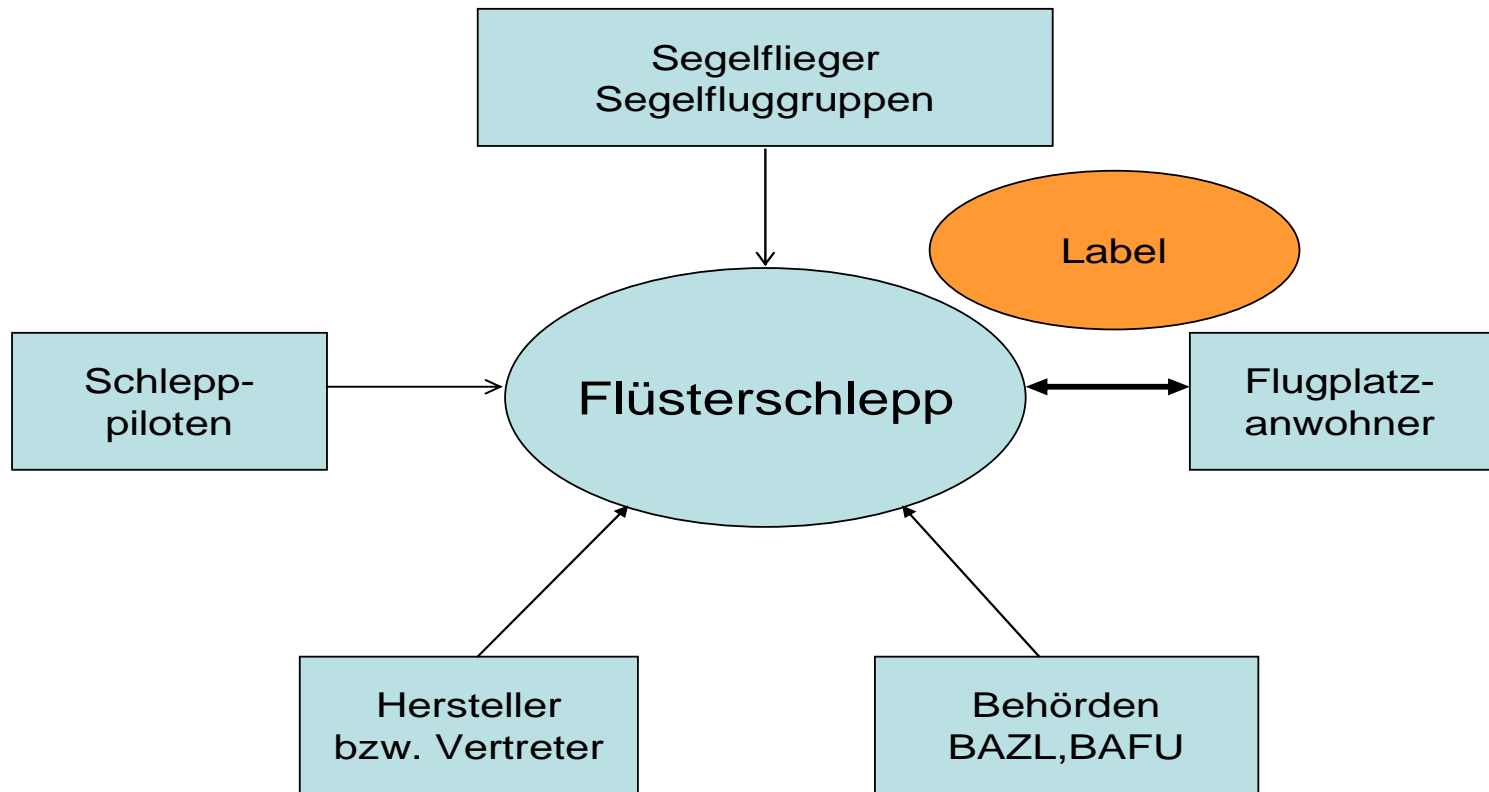 Segelflieger
Segelfluggruppen
Label
Schlepp-
piloten
Flüsterschlepp
Flugplatz-
anwohner
Hersteller
bzw. Vertreter
Behörden
BAZL,BAFU